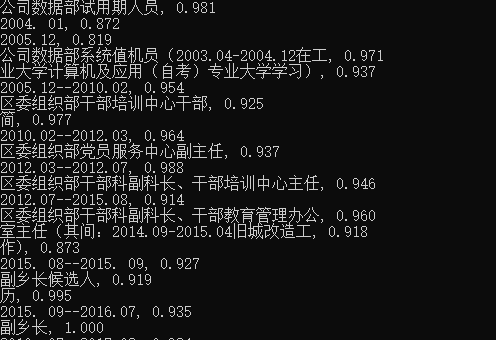 公司数据部试用期人员, 0.981
2004. 01, 0.872
2005.12, 0.819
公司数据部系统值机员（2003.04-2004.12在工, 0.971
业大学计算机及应用（自考）专业大学学习）, 0.937
2005.12--2010.02, 0.954
区委组织部干部培训中心干部, 0.925
简, 0.977
2010.02--2012.03, 0.964
区委组织部党员服务中心副主任, 0.937
2012.03--2012.07, 0.988
区委组织部干部科副科长、干部培训中心主任, 0.946
2012.07--2015.08, 0.914
区委组织部干部科副科长、干部教育管理办公, 0.960
室主任（其间：2014.09-2015.04旧城改造工, 0.918
作）, 0.873
2015. 08--2015. 09, 0.927
副乡长候选人, 0.919
历, 0.995
2015. 09--2016.07, 0.935
副乡长, 1.000